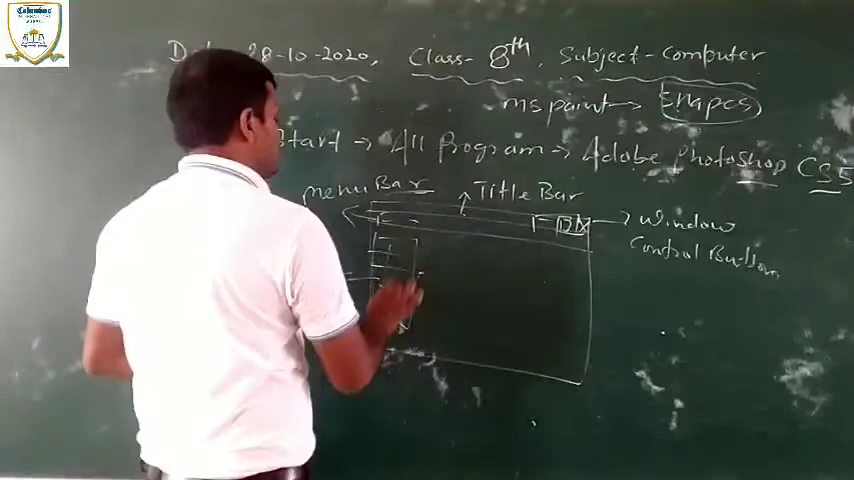 Columbus
28-10-2020, Class- 8th, Subject-Computer
ms paint → Shapes
Start → All Program → Adobe Photoshop CS5
menu Bar
Title Bar
Window
Control Button